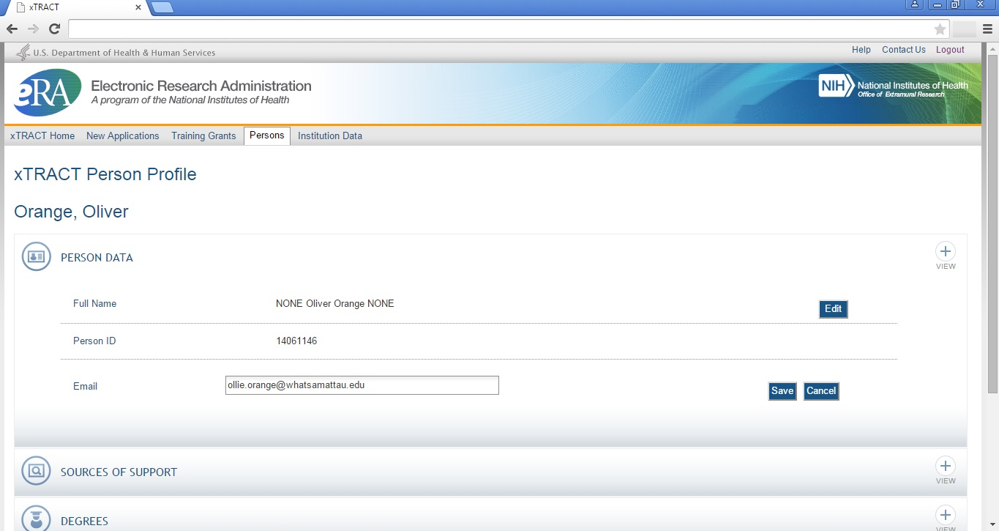 xTRACT
U.S. Department of Health & Human Services
Help Contact Us Logout
eRA
Electronic Research Administration
A program of the National Institutes of Health
NIH
National Institutes of Health
Office of Extramural Research
xTRACT Home New Applications Training Grants Persons Institution Data
xTRACT Person Profile
Orange, Oliver
PERSON DATA
VIEW
Full Name NONE Oliver Orange NONE Edit
Person ID 14061146
Email ollie.orange@whatsamattau.edu Save Cancel
SOURCES OF SUPPORT
VIEW
DEGREES
VIEW